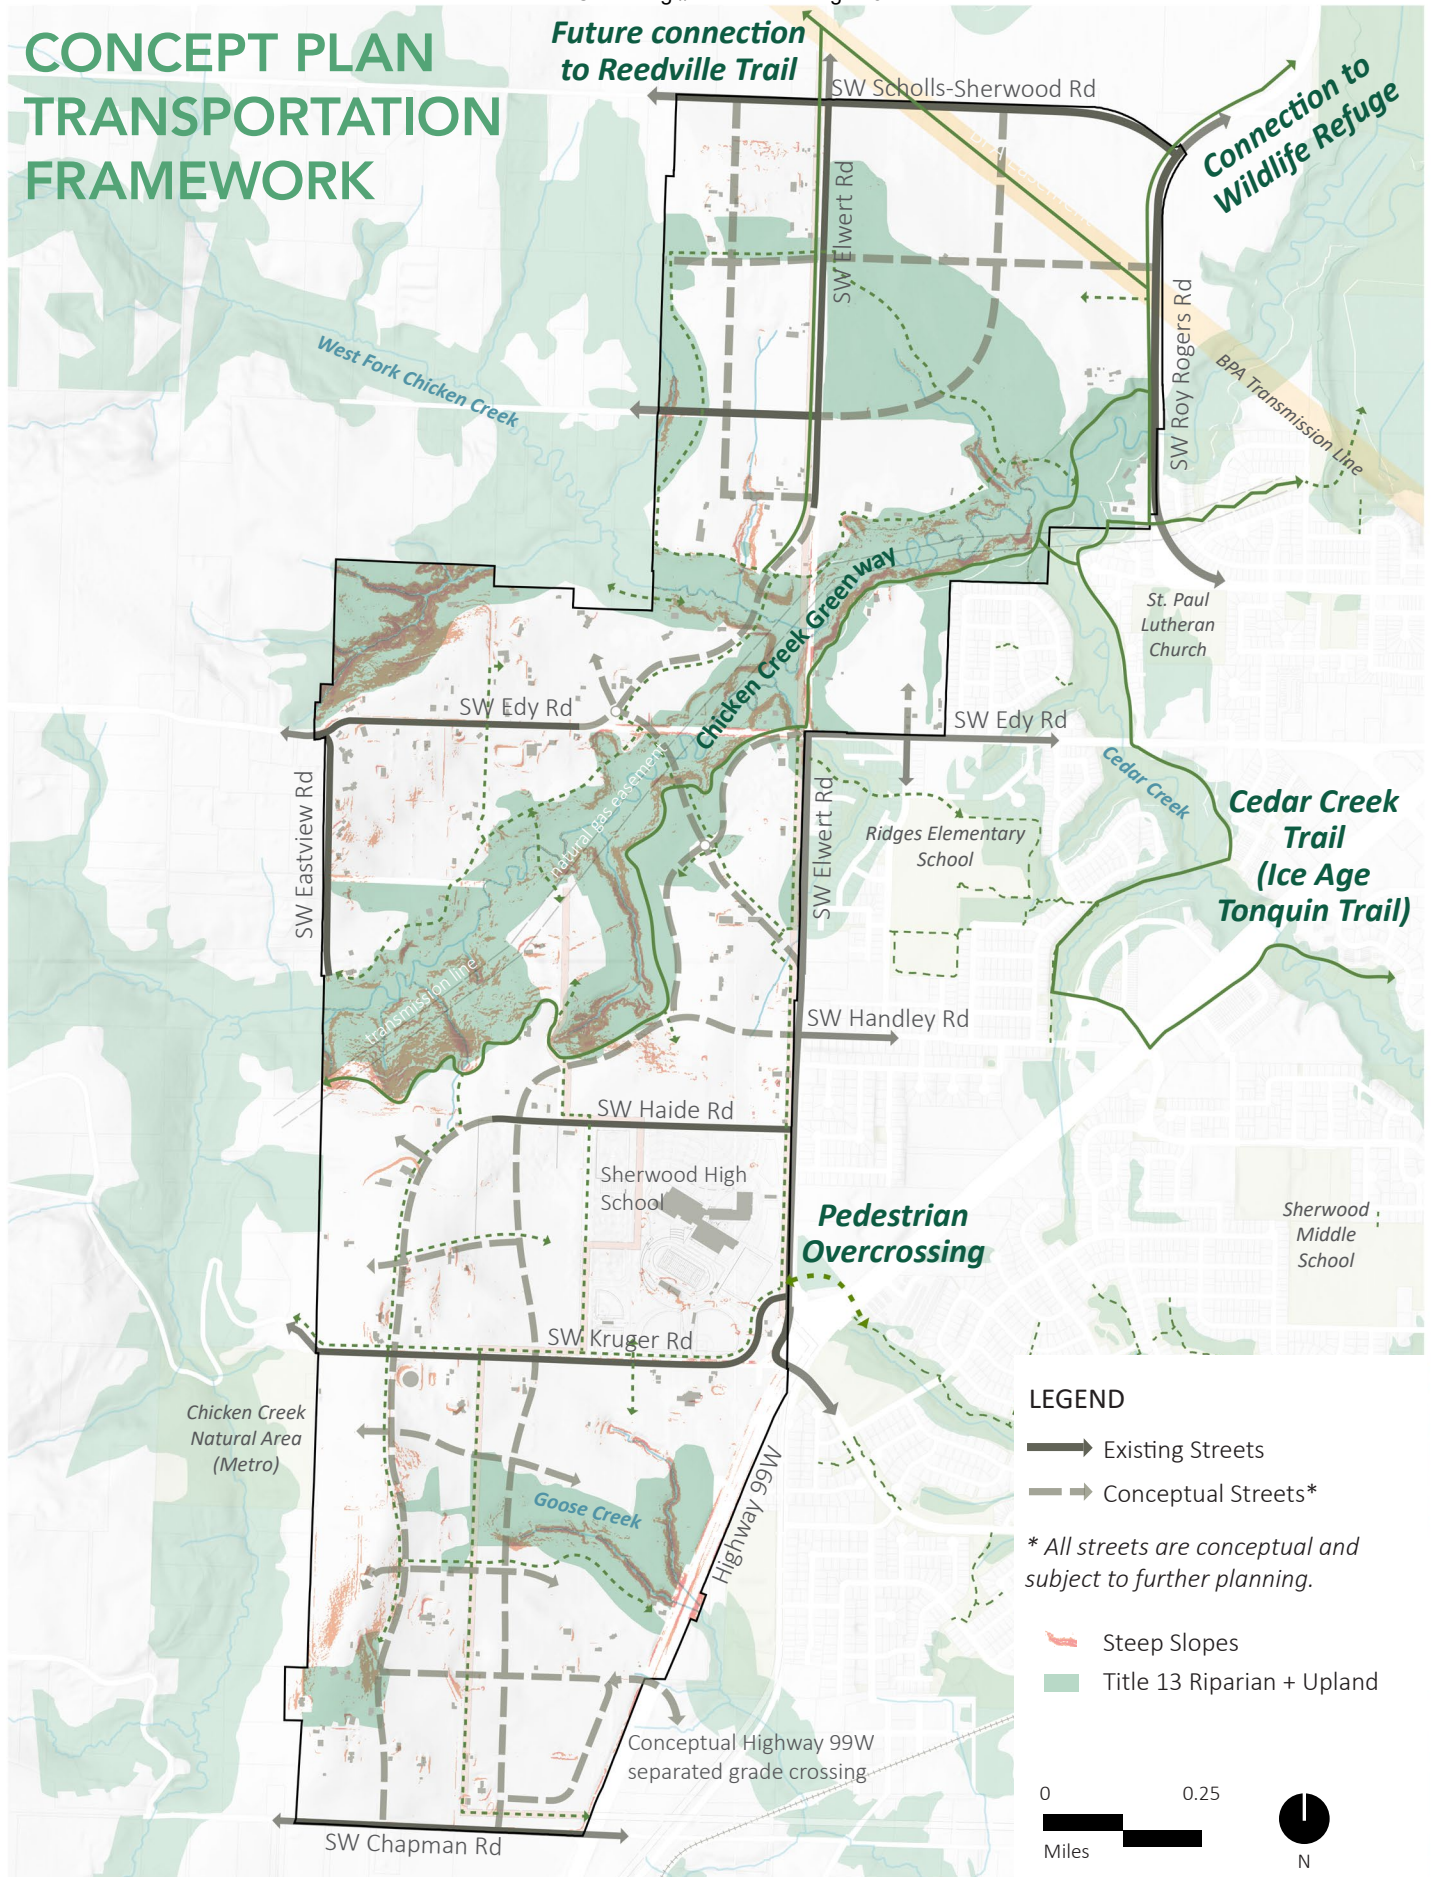 CONCEPT PLAN
TRANSPORTATION
FRAMEWORK
Future connection
to Reedville Trail
SW Scholls-Sherwood Rd
Connection to
Wildlife Refuge
SW Elwert Rd
SW Roy Rogers Rd
BPA Transmission Line
West Fork Chicken Creek
Chicken Creek Greenway
St. Paul
Lutheran
Church
SW Edy Rd
SW Edy Rd
Cedar Creek
natural gas easement
SW Eastview Rd
SW Elwert Rd
Ridges Elementary
School
Cedar Creek
Trail
(Ice Age
Tonquin Trail)
transmission line
SW Handley Rd
SW Haide Rd
Sherwood High
School
Pedestrian
Overcrossing
Sherwood
Middle
School
SW Kruger Rd
Chicken Creek
Natural Area
(Metro)
Goose Creek
Highway 99W
Conceptual Highway 99W
separated grade crossing
SW Chapman Rd
LEGEND
Existing Streets
Conceptual Streets*
* All streets are conceptual and
subject to further planning.
Steep Slopes
Title 13 Riparian + Upland
0 0.25
Miles
N